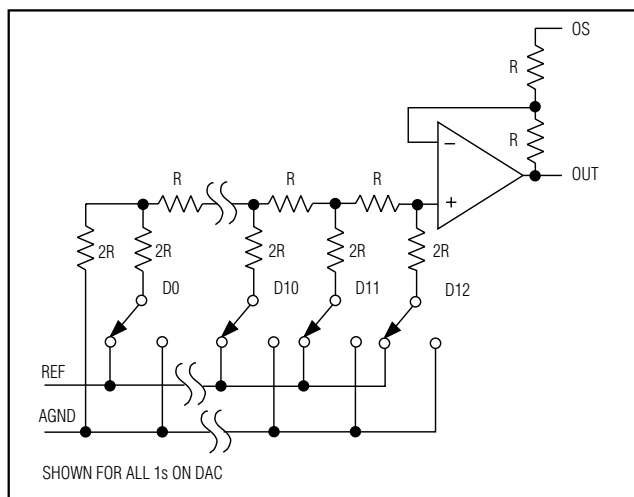 OS
R
R
OUT
−
+
R
R
R
2R
2R
2R
2R
2R
D0
D10
D11
D12
REF
AGND
SHOWN FOR ALL 1s ON DAC